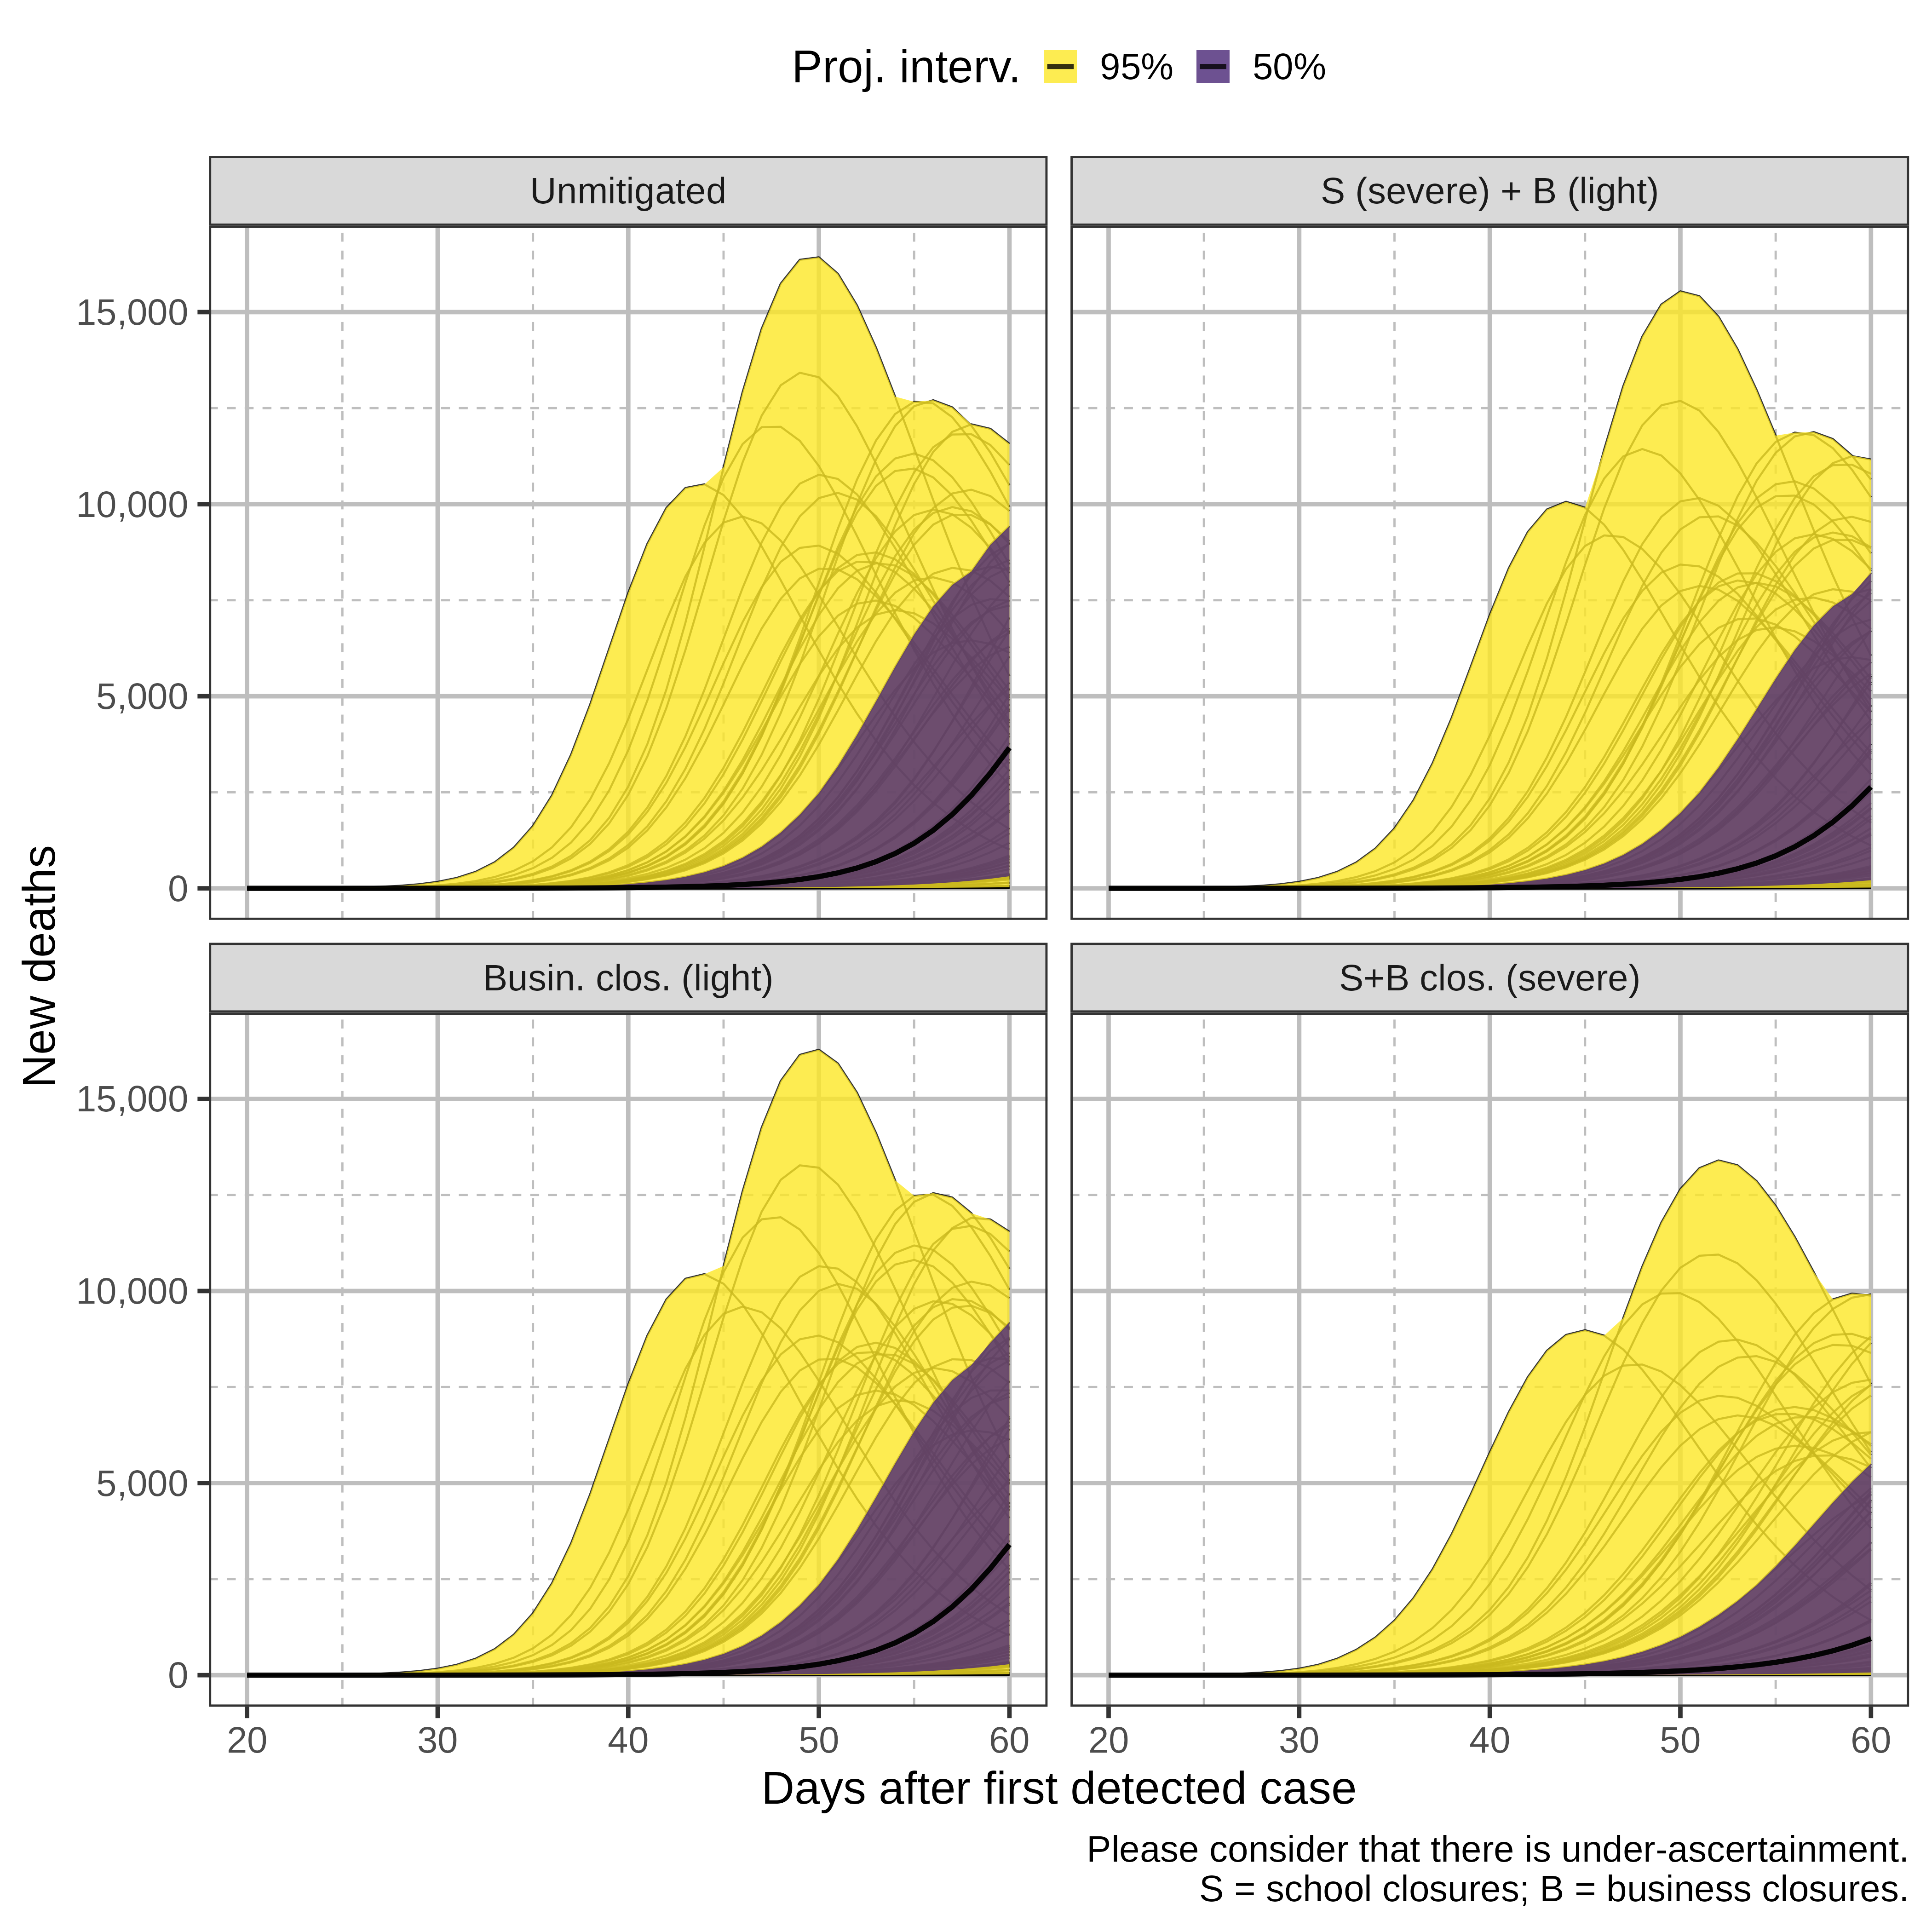 Proj. interv. 95% 50%
Unmitigated
S (severe) + B (light)
15,000
10,000
5,000
0
Busin. clos. (light)
S+B clos. (severe)
15,000
10,000
5,000
0
New deaths
20 30 40 50 60
20 30 40 50 60
Days after first detected case
Please consider that there is under-ascertainment.
S = school closures; B = business closures.